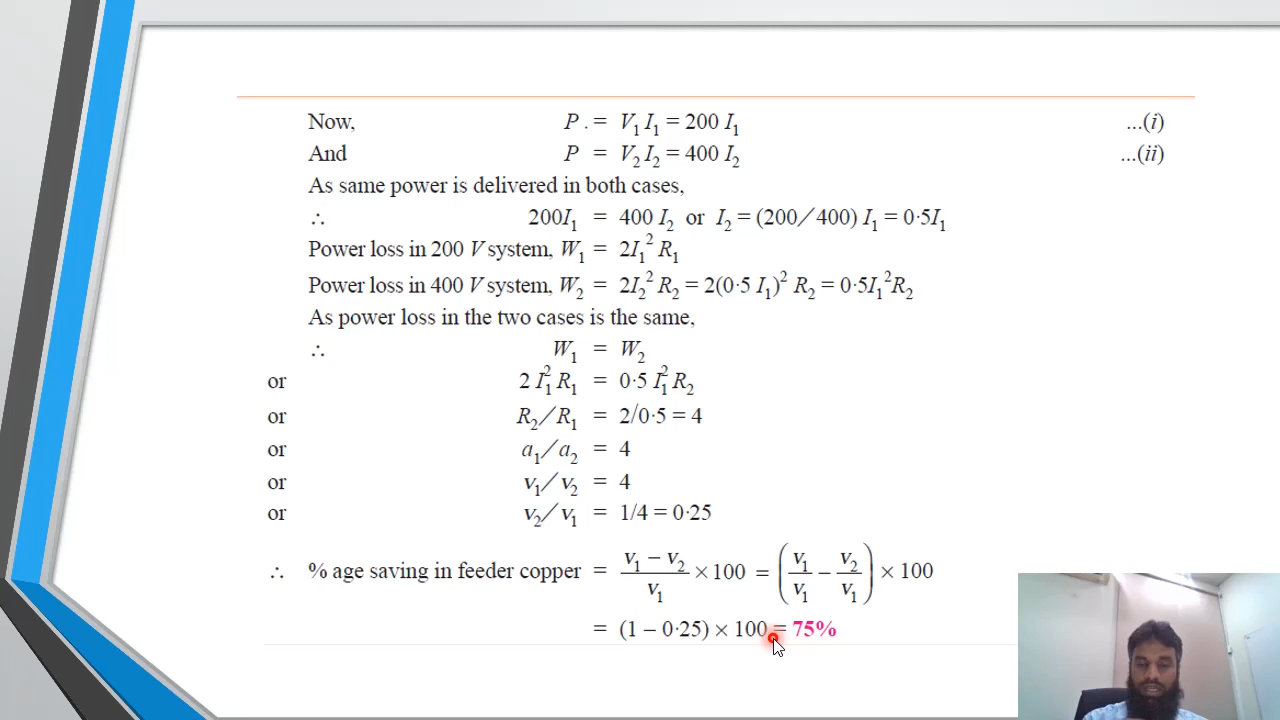 Now, P . = V₁ I₁ = 200 I₁ ...(i)
And P = V₂ I₂ = 400 I₂ ...(ii)
As same power is delivered in both cases,
∴ 200I₁ = 400 I₂ or I₂ = (200/400) I₁ = 0·5I₁
Power loss in 200 V system, W₁ = 2I₁² R₁
Power loss in 400 V system, W₂ = 2I₂² R₂ = 2(0·5 I₁)² R₂ = 0·5I₁²R₂
As power loss in the two cases is the same,
∴ W₁ = W₂
or 2 I₁² R₁ = 0·5 I₁² R₂
or R₂/R₁ = 2/0·5 = 4
or a₁/a₂ = 4
or v₁/v₂ = 4
or v₂/v₁ = 1/4 = 0·25
∴ % age saving in feeder copper = (v₁ − v₂)/v₁ × 100 = (v₁/v₁ − v₂/v₁) × 100
= (1 − 0·25) × 100 = 75%